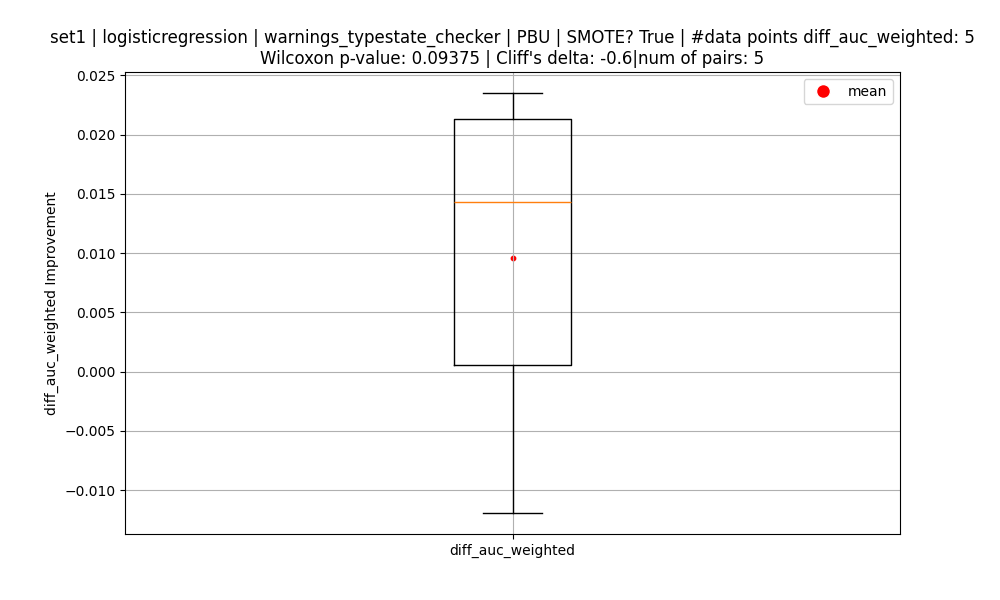 set1 | logisticregression | warnings_typestate_checker | PBU | SMOTE? True | #data points diff_auc_weighted: 5
Wilcoxon p-value: 0.09375 | Cliff's delta: -0.6|num of pairs: 5
mean
0.025
0.020
0.015
0.010
0.005
0.000
−0.005
−0.010
diff_auc_weighted Improvement
diff_auc_weighted